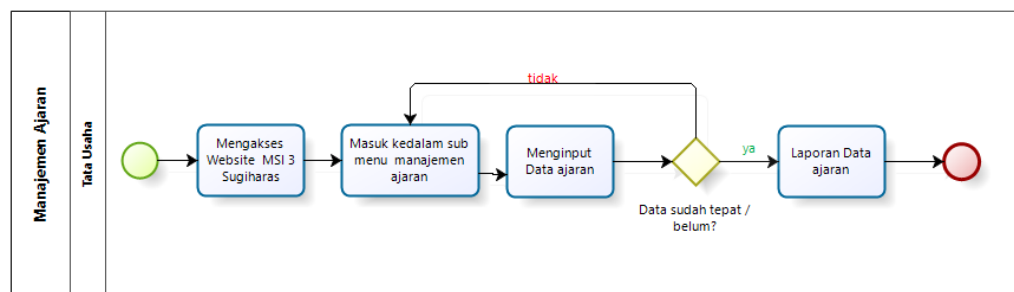 Manajemen Ajaran
Tata Usaha
Mengakses
Website MSI 3
Sugiharas
Masuk kedalam sub
menu manajemen
ajaran
Menginput
Data ajaran
tidak
Data sudah tepat /
belum?
ya
Laporan Data
ajaran